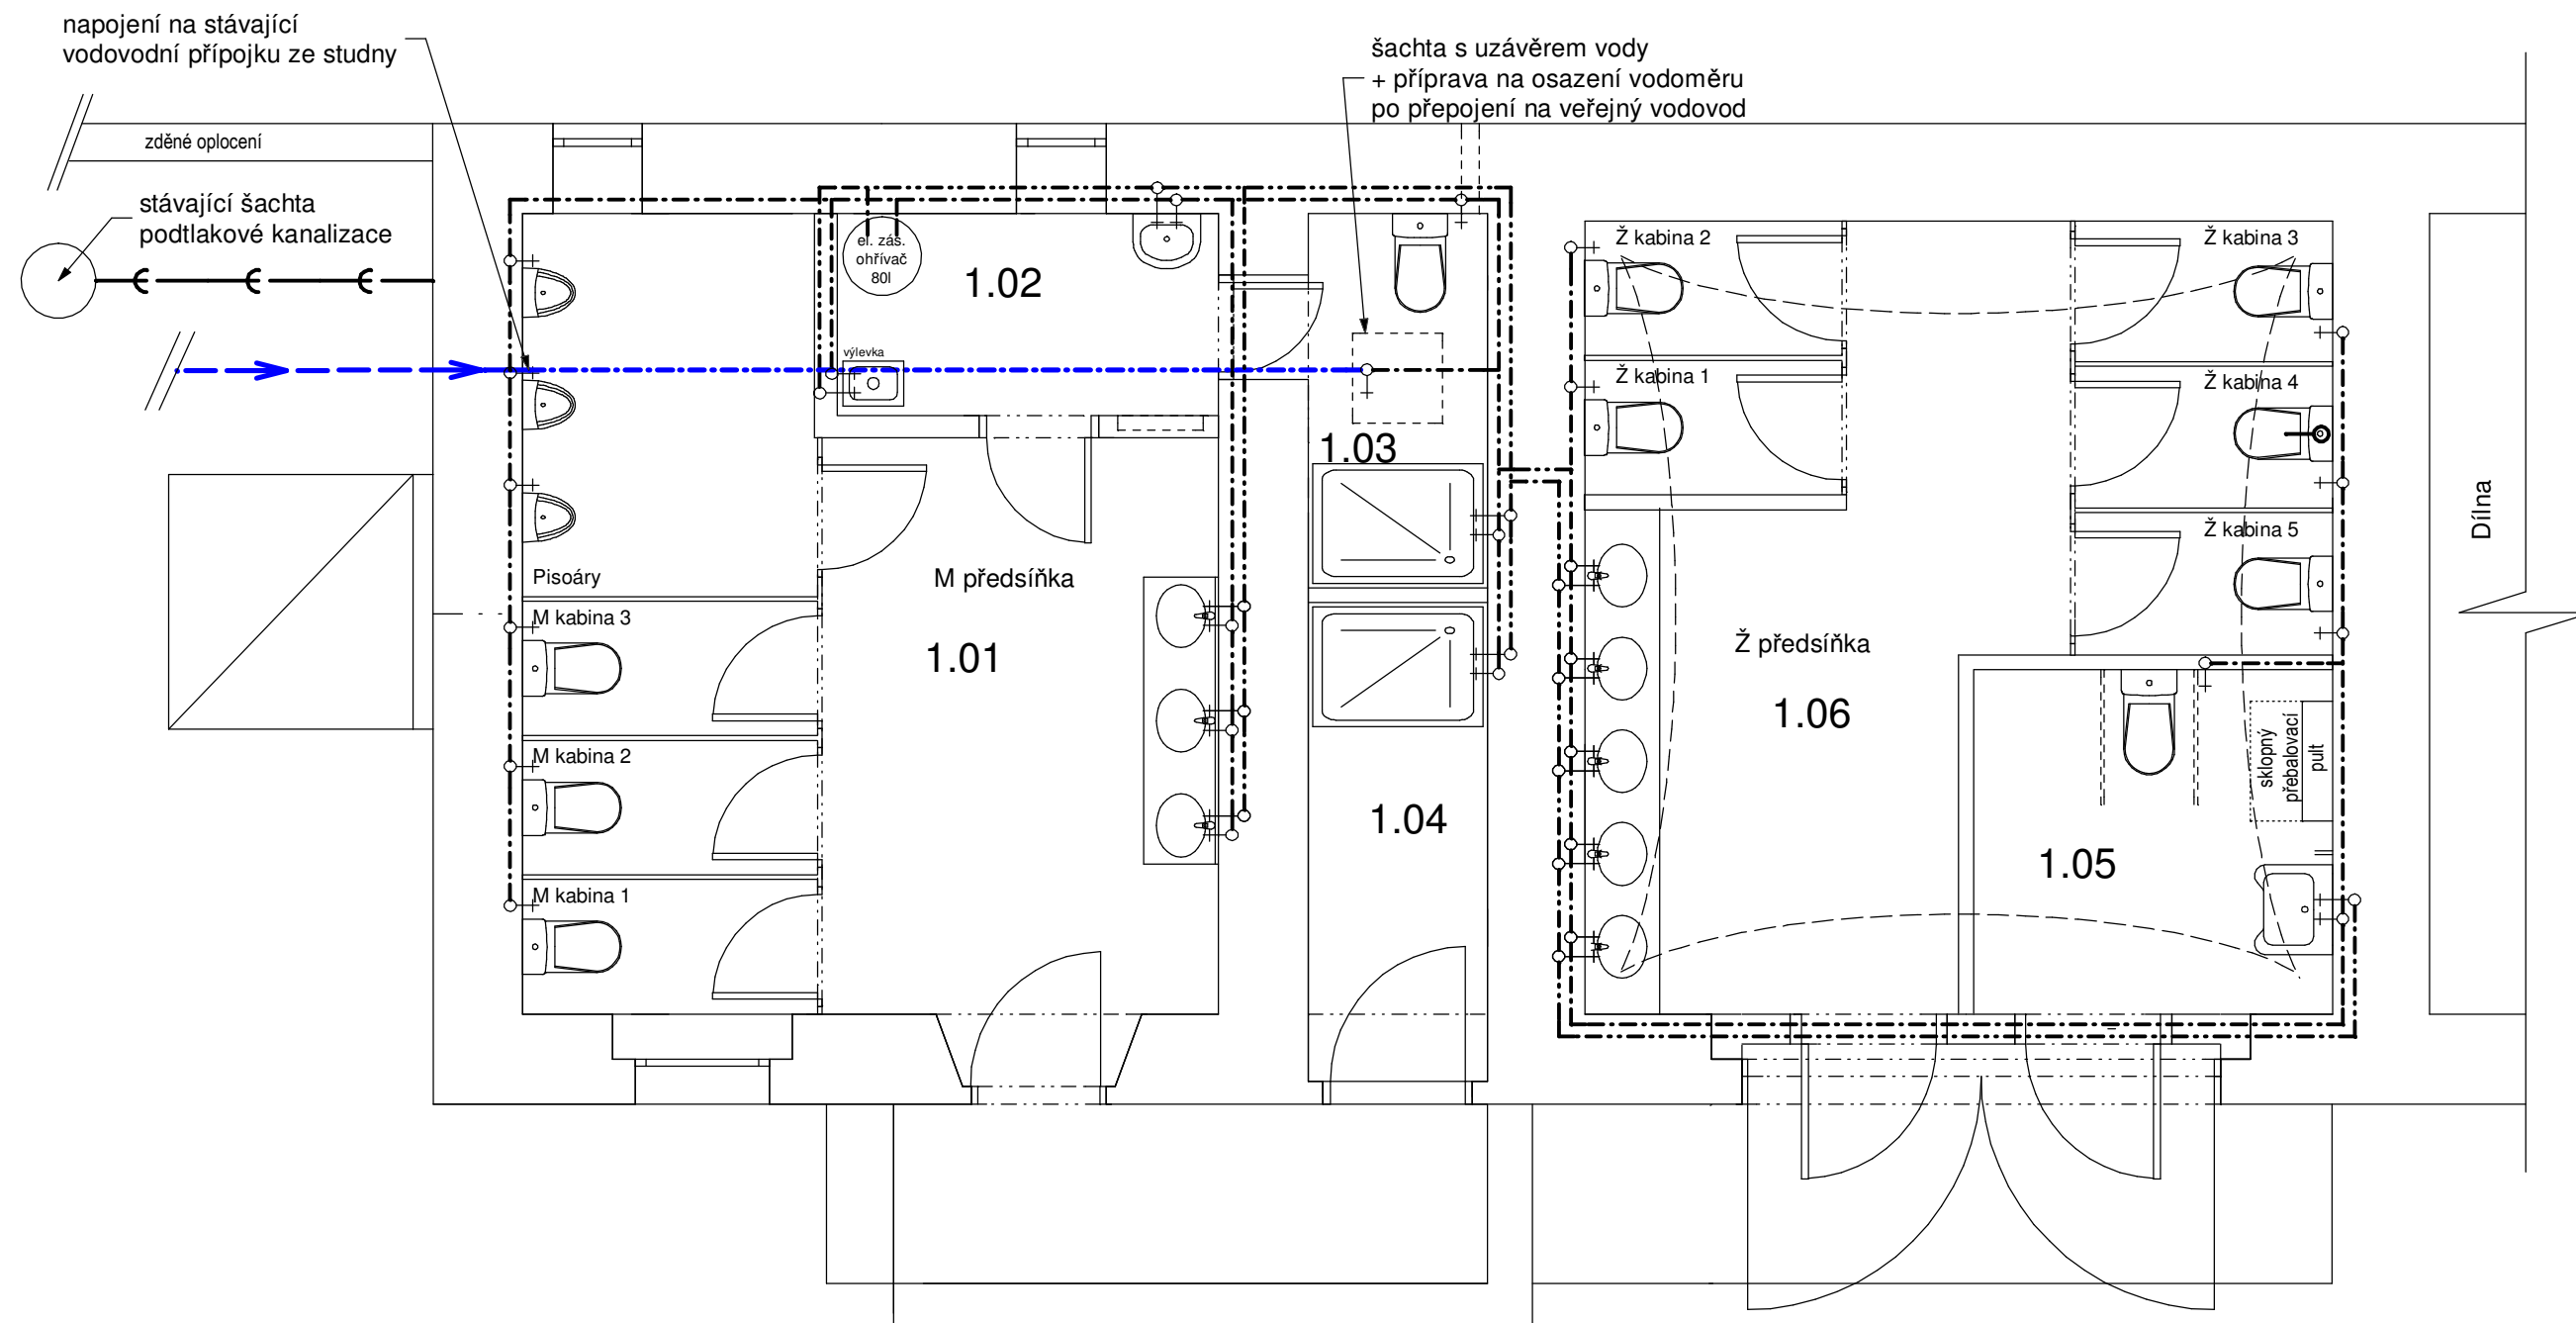 napojení na stávající
vodovodní přípojku ze studny
šachta s uzávěrem vody
+ příprava na osazení vodoměru
po přepojení na veřejný vodovod
zděné oplocení
stávající šachta
podtlakové kanalizace
el. zás.
ohřívač
80l
1.02
výlevka
1.03
Ž kabina 2
Ž kabina 3
Ž kabina 1
Ž kabina 4
Ž kabina 5
Dílna
Pisoáry
M předsíňka
1.01
M kabina 3
M kabina 2
M kabina 1
1.04
Ž předsíňka
1.06
sklopný
přebalovací
pult
1.05